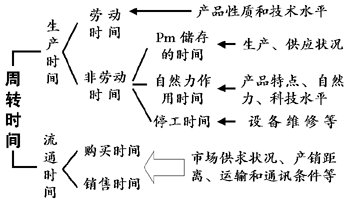 周转时间
生产时间
劳动时间
产品性质和技术水平
非劳动时间
Pm储存的时间
生产、供应状况
自然力作用时间
产品特点、自然力、科技水平
停工时间
设备维修等
流通时间
购买时间
销售时间
市场供求状况、产销距离、运输和通讯条件等